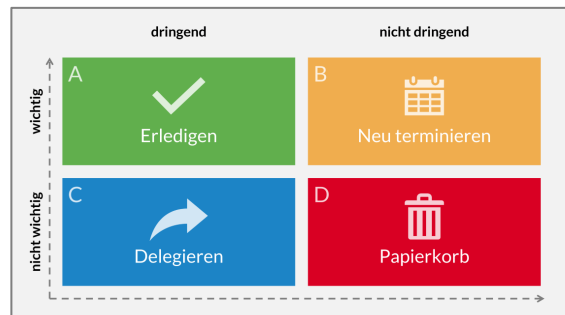 dringend
nicht dringend
wichtig
A
Erledigen
B
Neu terminieren
nicht wichtig
C
Delegieren
D
Papierkorb